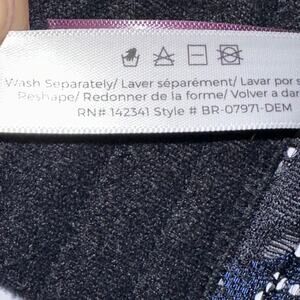 Wash Separately/ Laver séparément/ Lavar por s
Reshape/ Redonner de la forme/ Volver a dar
RN# 142341 Style # BR-07971-DEM